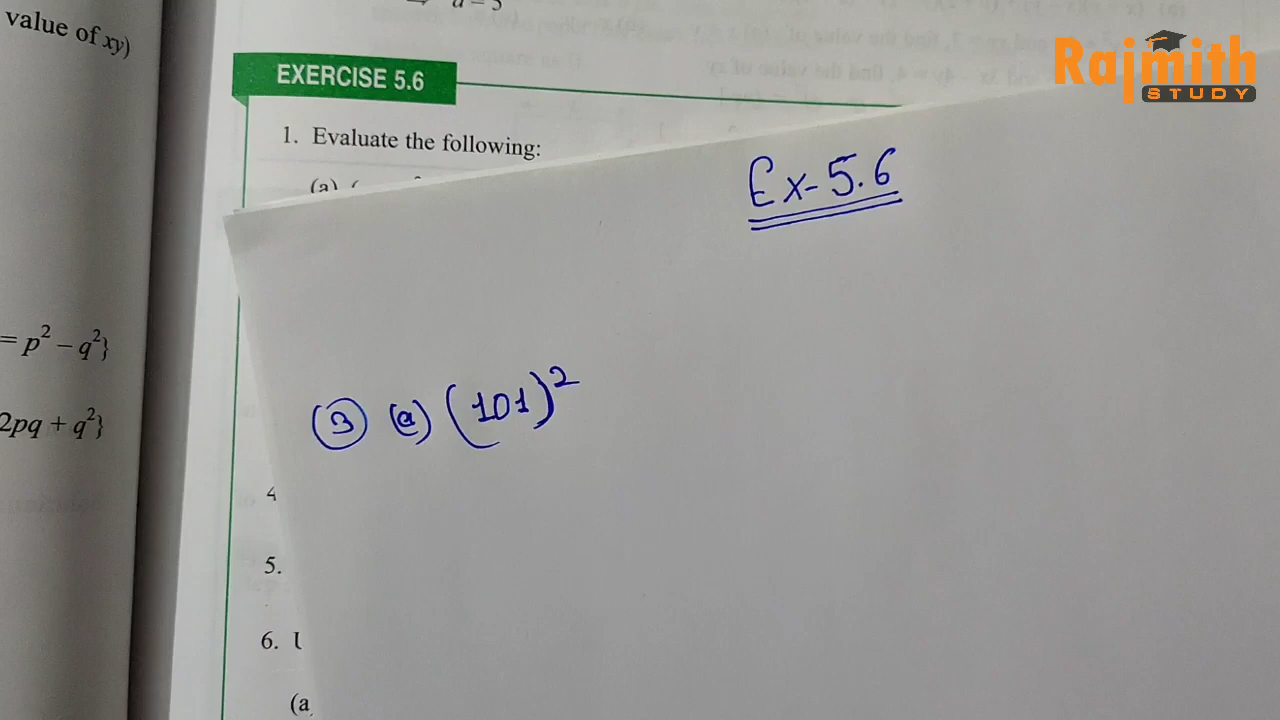 value of xy)
= p² – q²}
2pq + q²}
EXERCISE 5.6
1. Evaluate the following:
(a) (
4
5.
6. U
(a
Ex-5.6
(3) (a) (101)²
Rajmith
STUDY